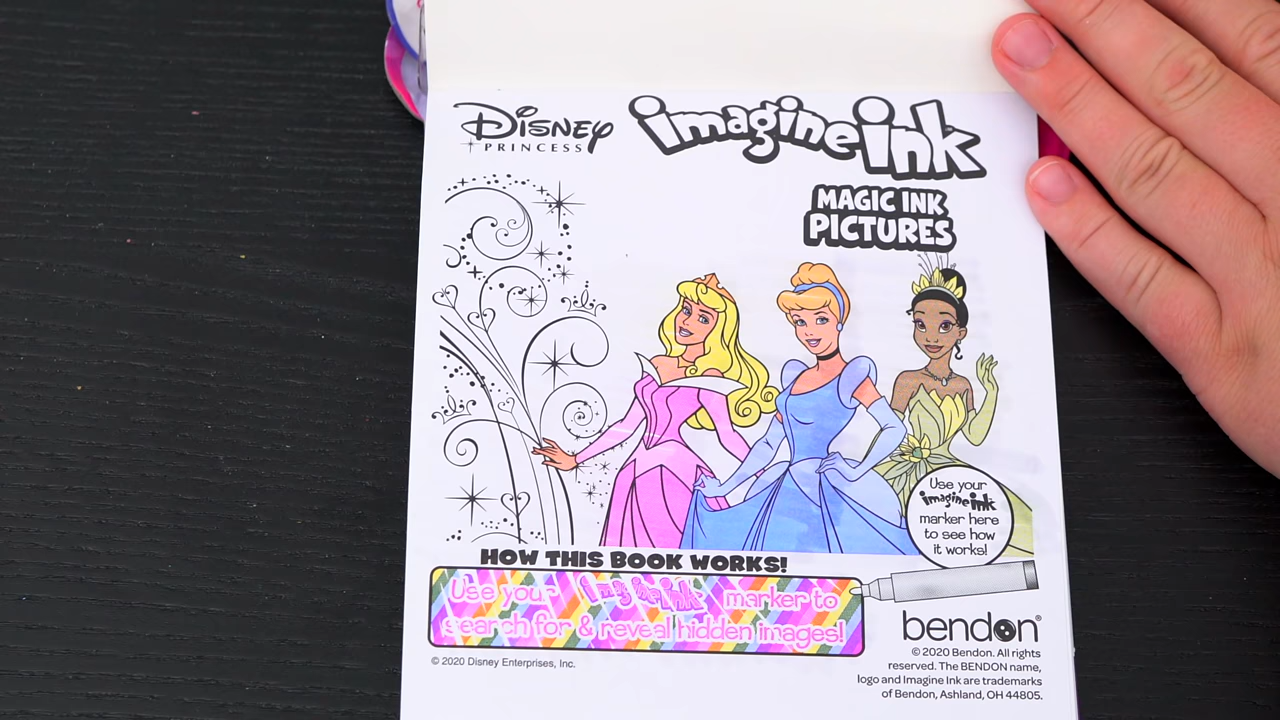 Disney
PRINCESS
imagine ink
MAGIC INK
PICTURES
Use your
imagine ink
marker here
to see how
it works!
HOW THIS BOOK WORKS!
Use your imagine ink marker to
search for & reveal hidden images!
bendon®
© 2020 Disney Enterprises, Inc.
© 2020 Bendon. All rights
reserved. The BENDON name,
logo and Imagine Ink are trademarks
of Bendon, Ashland, OH 44805.